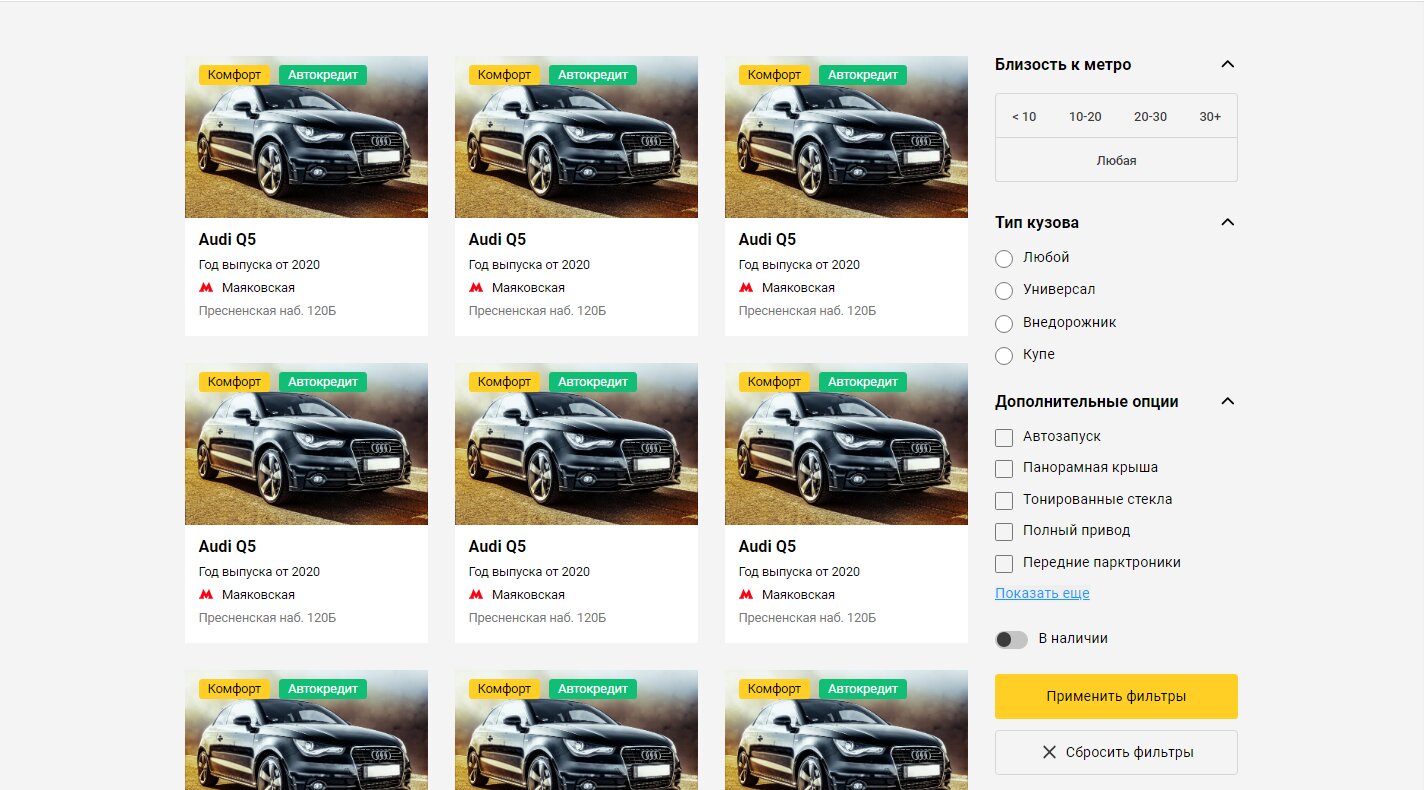 Комфорт Автокредит
Audi Q5
Год выпуска от 2020
Маяковская
Пресненская наб. 120Б
Комфорт Автокредит
Audi Q5
Год выпуска от 2020
Маяковская
Пресненская наб. 120Б
Комфорт Автокредит
Audi Q5
Год выпуска от 2020
Маяковская
Пресненская наб. 120Б
Комфорт Автокредит
Audi Q5
Год выпуска от 2020
Маяковская
Пресненская наб. 120Б
Комфорт Автокредит
Audi Q5
Год выпуска от 2020
Маяковская
Пресненская наб. 120Б
Комфорт Автокредит
Audi Q5
Год выпуска от 2020
Маяковская
Пресненская наб. 120Б
Комфорт Автокредит
Комфорт Автокредит
Комфорт Автокредит
Близость к метро
< 10 10-20 20-30 30+
Любая
Тип кузова
Любой
Универсал
Внедорожник
Купе
Дополнительные опции
Автозапуск
Панорамная крыша
Тонированные стекла
Полный привод
Передние парктроники
Показать еще
В наличии
Применить фильтры
Сбросить фильтры